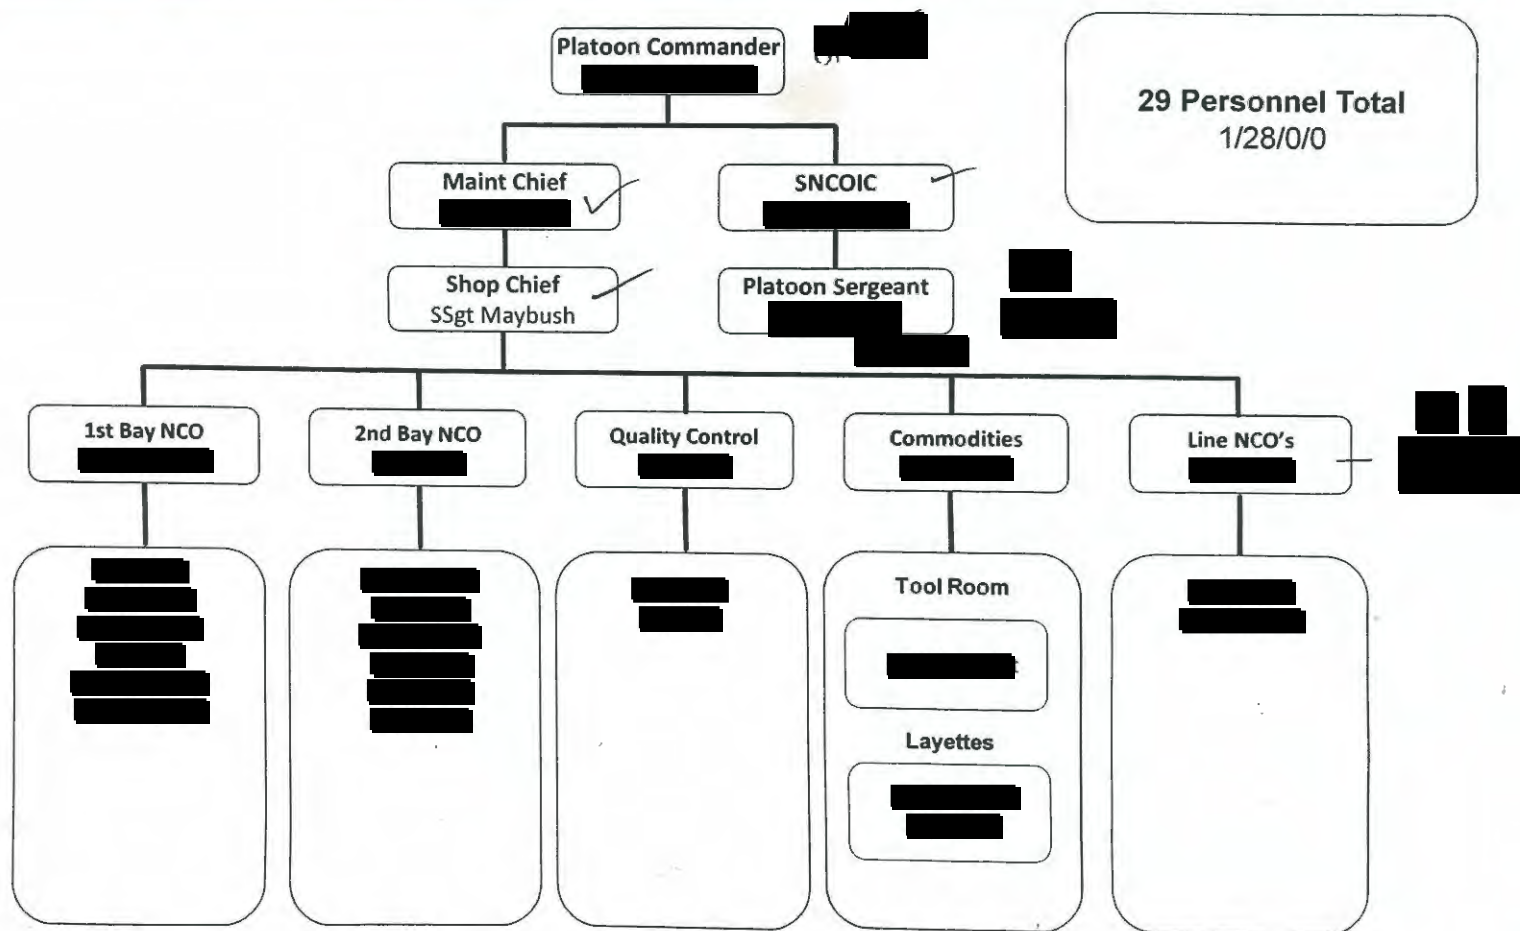 Platoon Commander
29 Personnel Total
1/28/0/0
Maint Chief
SNCOIC
Shop Chief
SSgt Maybush
Platoon Sergeant
1st Bay NCO
2nd Bay NCO
Quality Control
Commodities
Line NCO's
Tool Room
Layettes